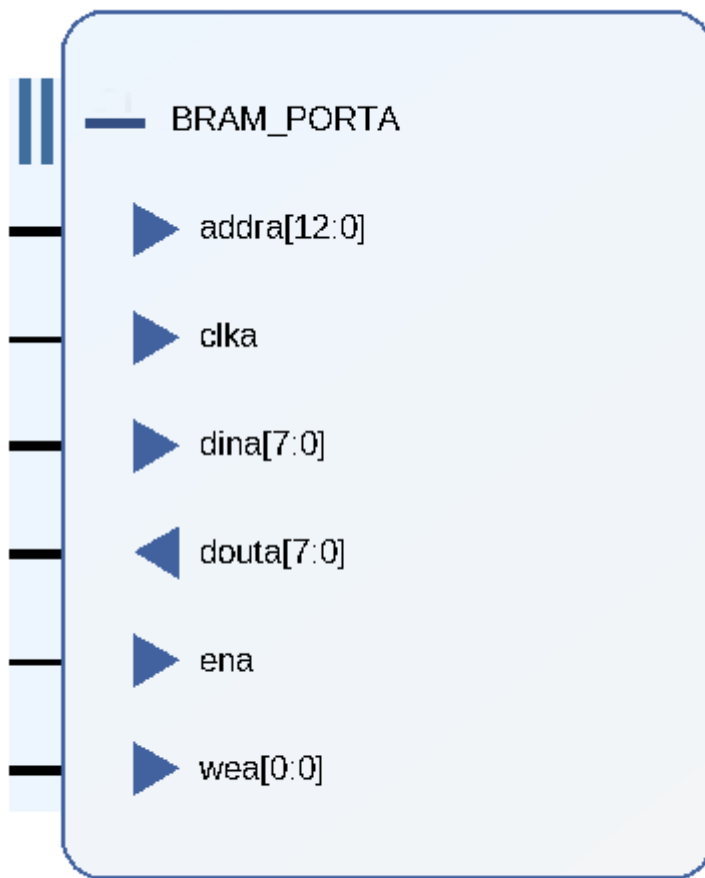 BRAM_PORTA
addra[12:0]
clka
dina[7:0]
douta[7:0]
ena
wea[0:0]